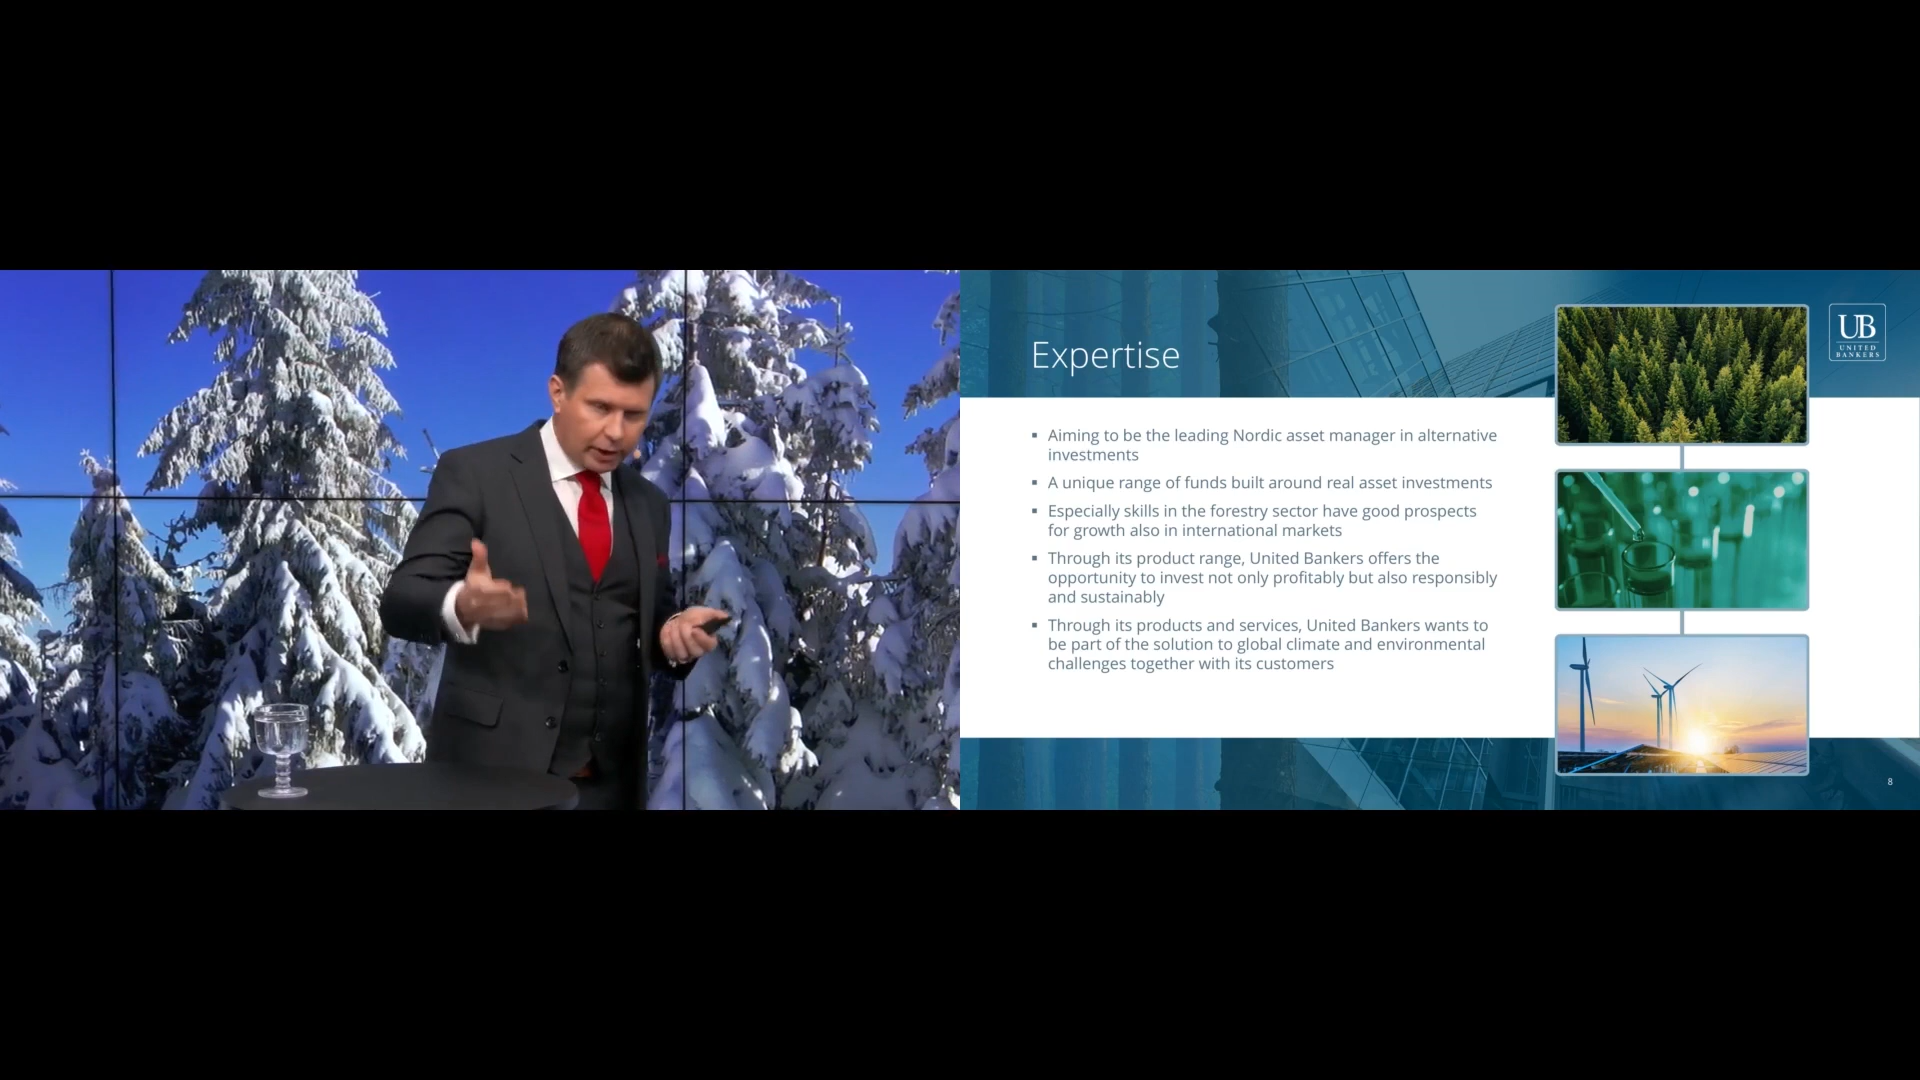 Expertise
UB
UNITED
BANKERS
▪ Aiming to be the leading Nordic asset manager in alternative
investments
▪ A unique range of funds built around real asset investments
▪ Especially skills in the forestry sector have good prospects
for growth also in international markets
▪ Through its product range, United Bankers offers the
opportunity to invest not only profitably but also responsibly
and sustainably
▪ Through its products and services, United Bankers wants to
be part of the solution to global climate and environmental
challenges together with its customers
8